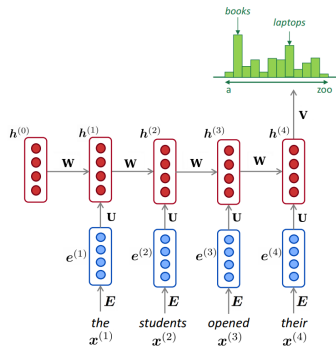 books
laptops
a
zoo
V
h^(0)
h^(1)
h^(2)
h^(3)
h^(4)
W
W
W
W
U
U
U
U
e^(1)
e^(2)
e^(3)
e^(4)
E
E
E
E
the
students
opened
their
x^(1)
x^(2)
x^(3)
x^(4)